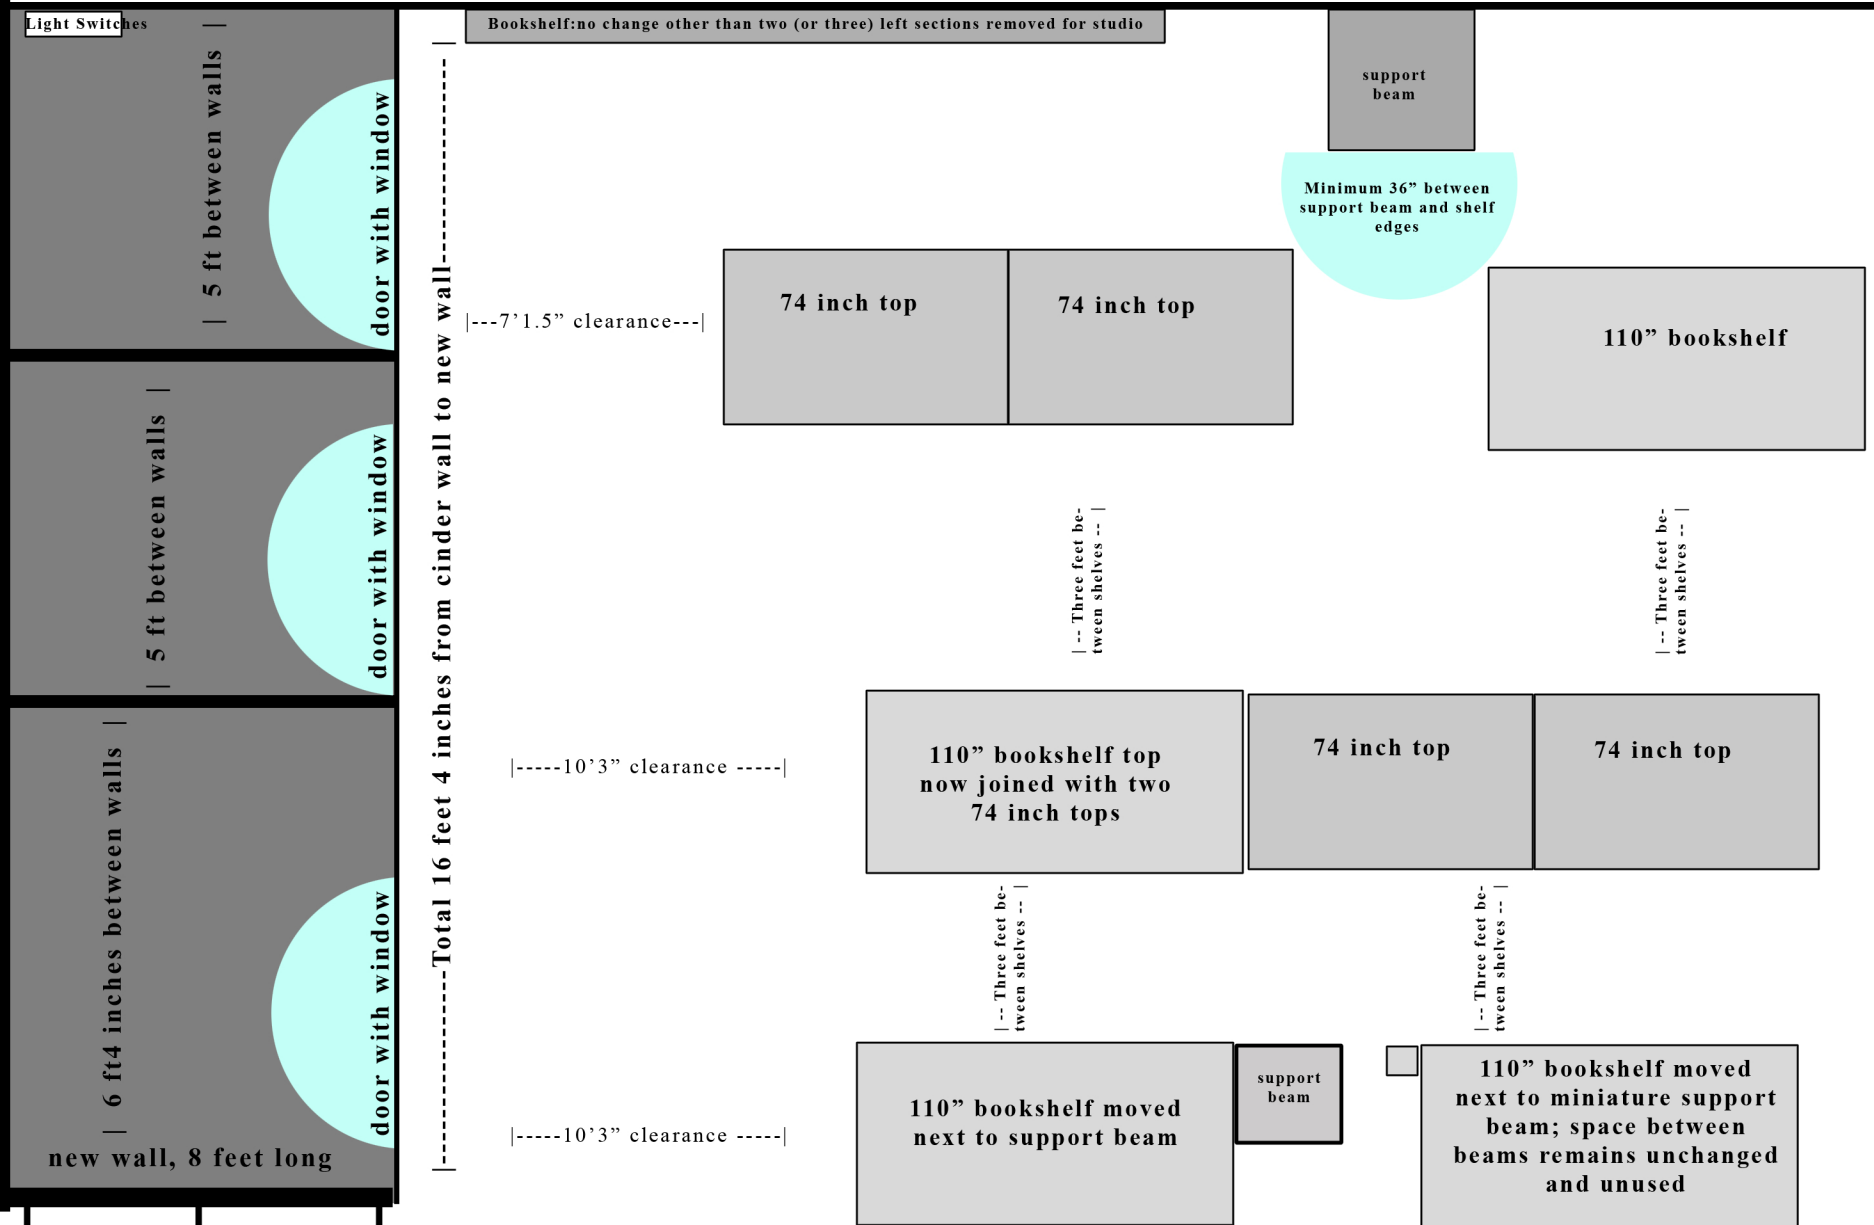 Light Switches
Bookshelf:no change other than two (or three) left sections removed for studio
| 5 ft between walls |
door with window
| 5 ft between walls |
door with window
| 6 ft4 inches between walls |
door with window
new wall, 8 feet long
|----------Total 16 feet 4 inches from cinder wall to new wall----------|
support
beam
Minimum 36” between
support beam and shelf
edges
|---7’1.5” clearance---|
74 inch top
74 inch top
110” bookshelf
| -- Three feet be-
tween shelves -- |
| -- Three feet be-
tween shelves -- |
|-----10’3” clearance -----|
110” bookshelf top
now joined with two
74 inch tops
74 inch top
74 inch top
| -- Three feet be-
tween shelves -- |
| -- Three feet be-
tween shelves -- |
|-----10’3” clearance -----|
110” bookshelf moved
next to support beam
support
beam
110” bookshelf moved
next to miniature support
beam; space between
beams remains unchanged
and unused